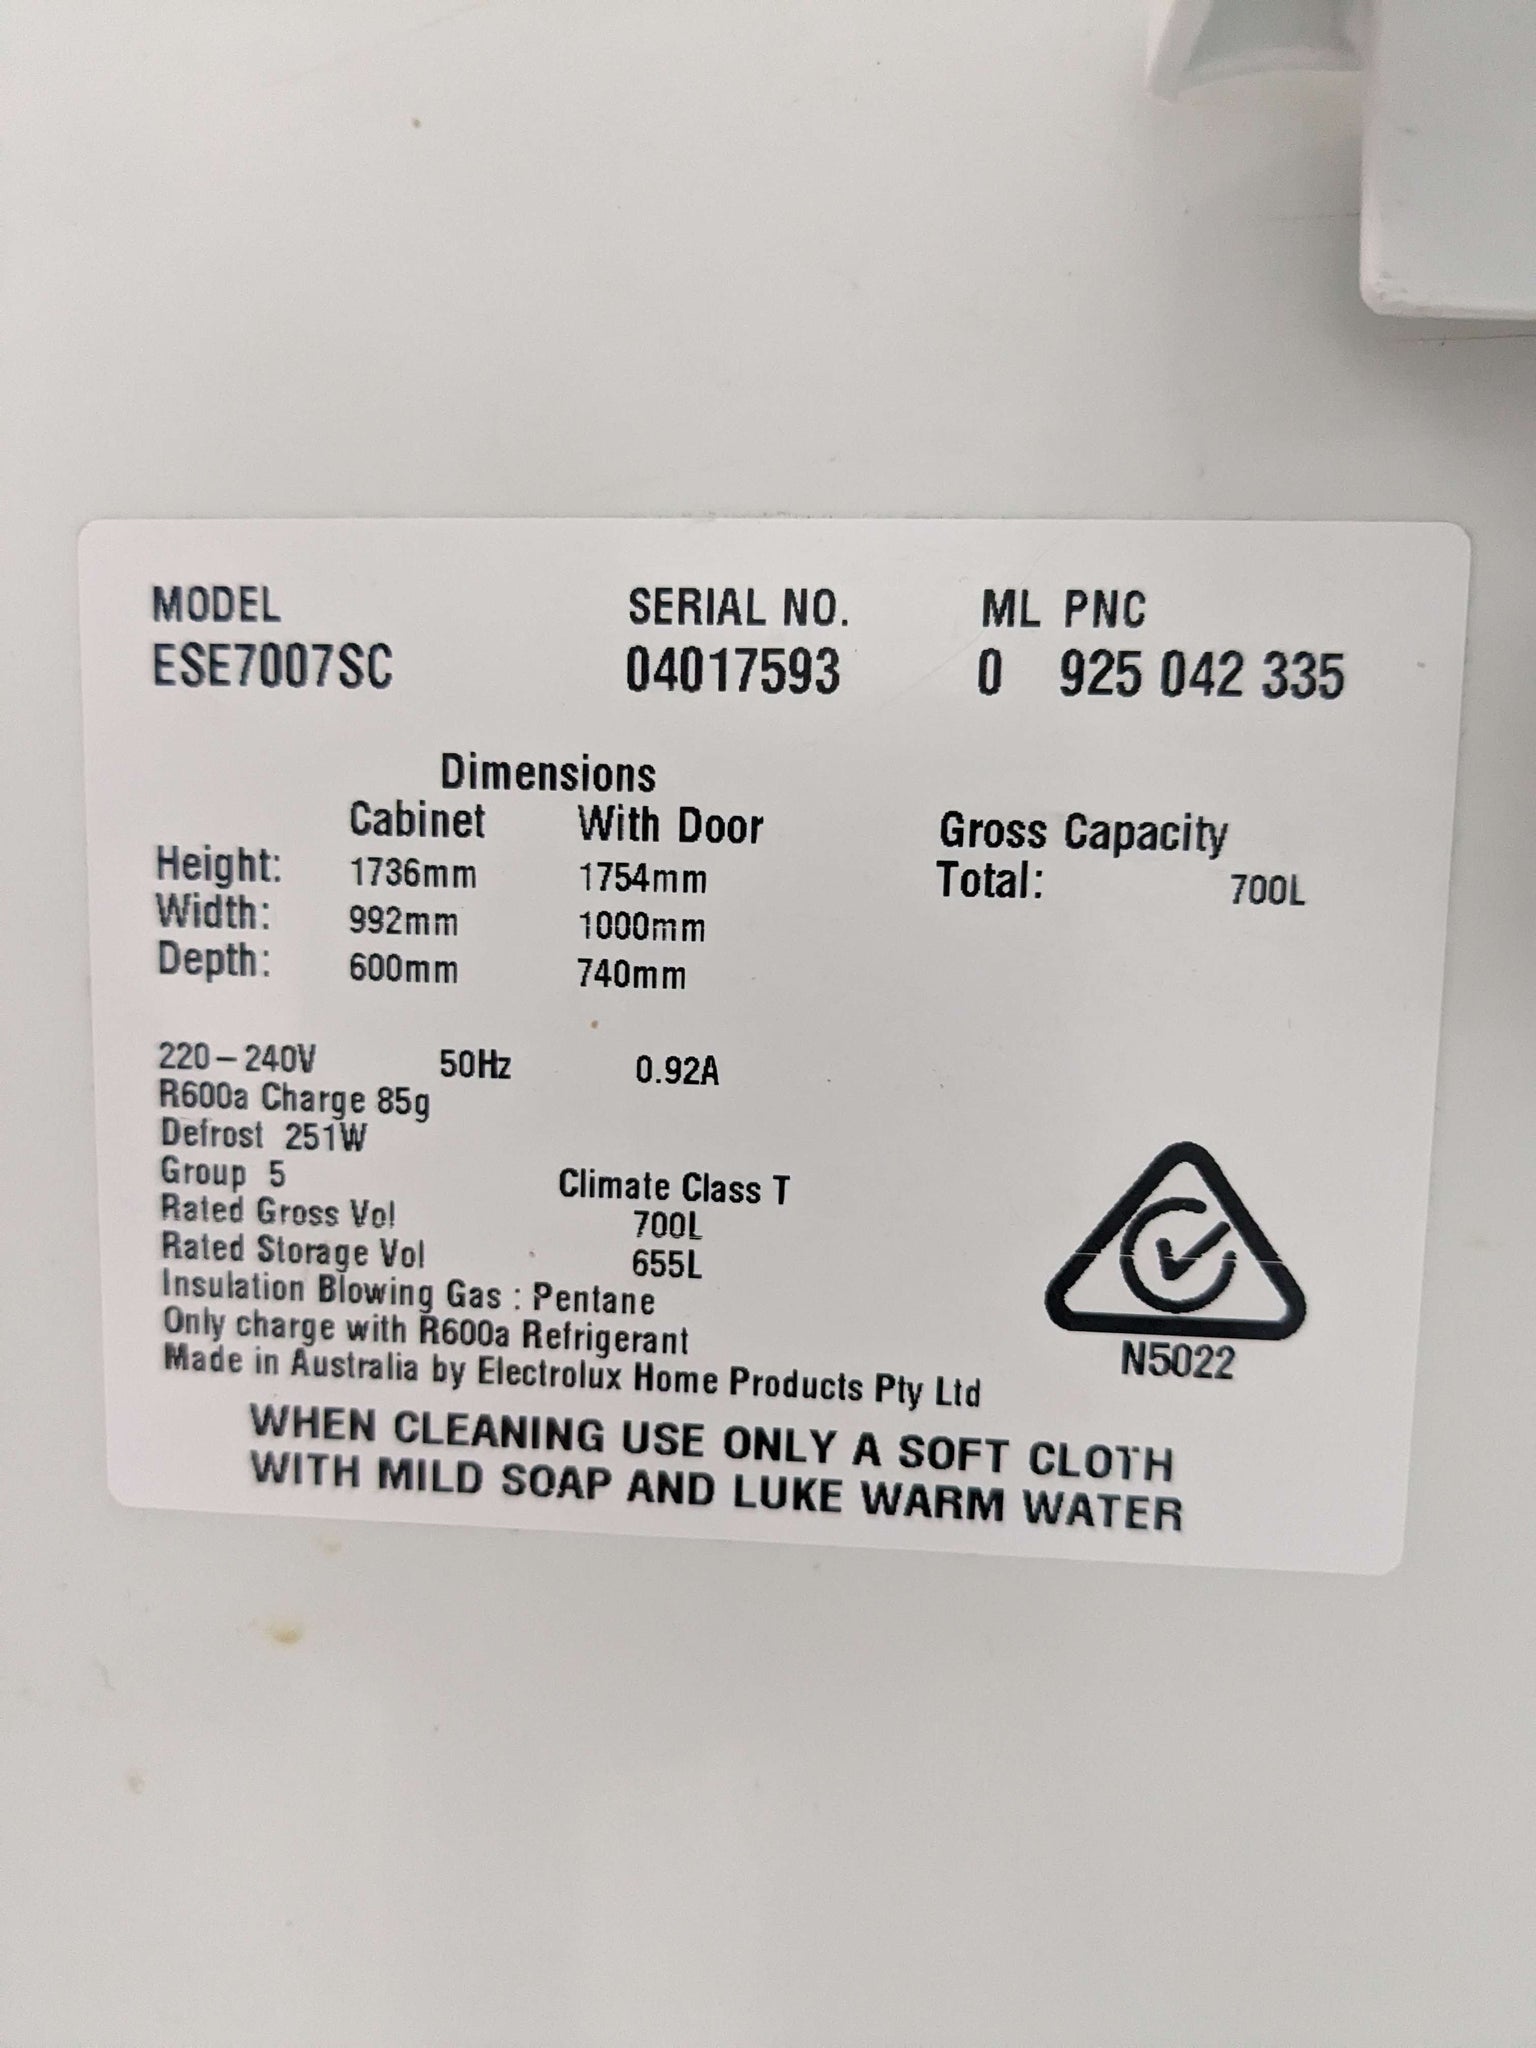 MODEL SERIAL NO. ML PNC
ESE7007SC 04017593 0 925 042 335
Dimensions
Cabinet With Door Gross Capacity
Height: 1736mm 1754mm Total: 700L
Width: 992mm 1000mm
Depth: 600mm 740mm
220–240V 50Hz 0.92A
R600a Charge 85g
Defrost 251W
Group 5 Climate Class T
Rated Gross Vol 700L
Rated Storage Vol 655L
Insulation Blowing Gas : Pentane
Only charge with R600a Refrigerant
Made in Australia by Electrolux Home Products Pty Ltd
N5022
WHEN CLEANING USE ONLY A SOFT CLOTH
WITH MILD SOAP AND LUKE WARM WATER